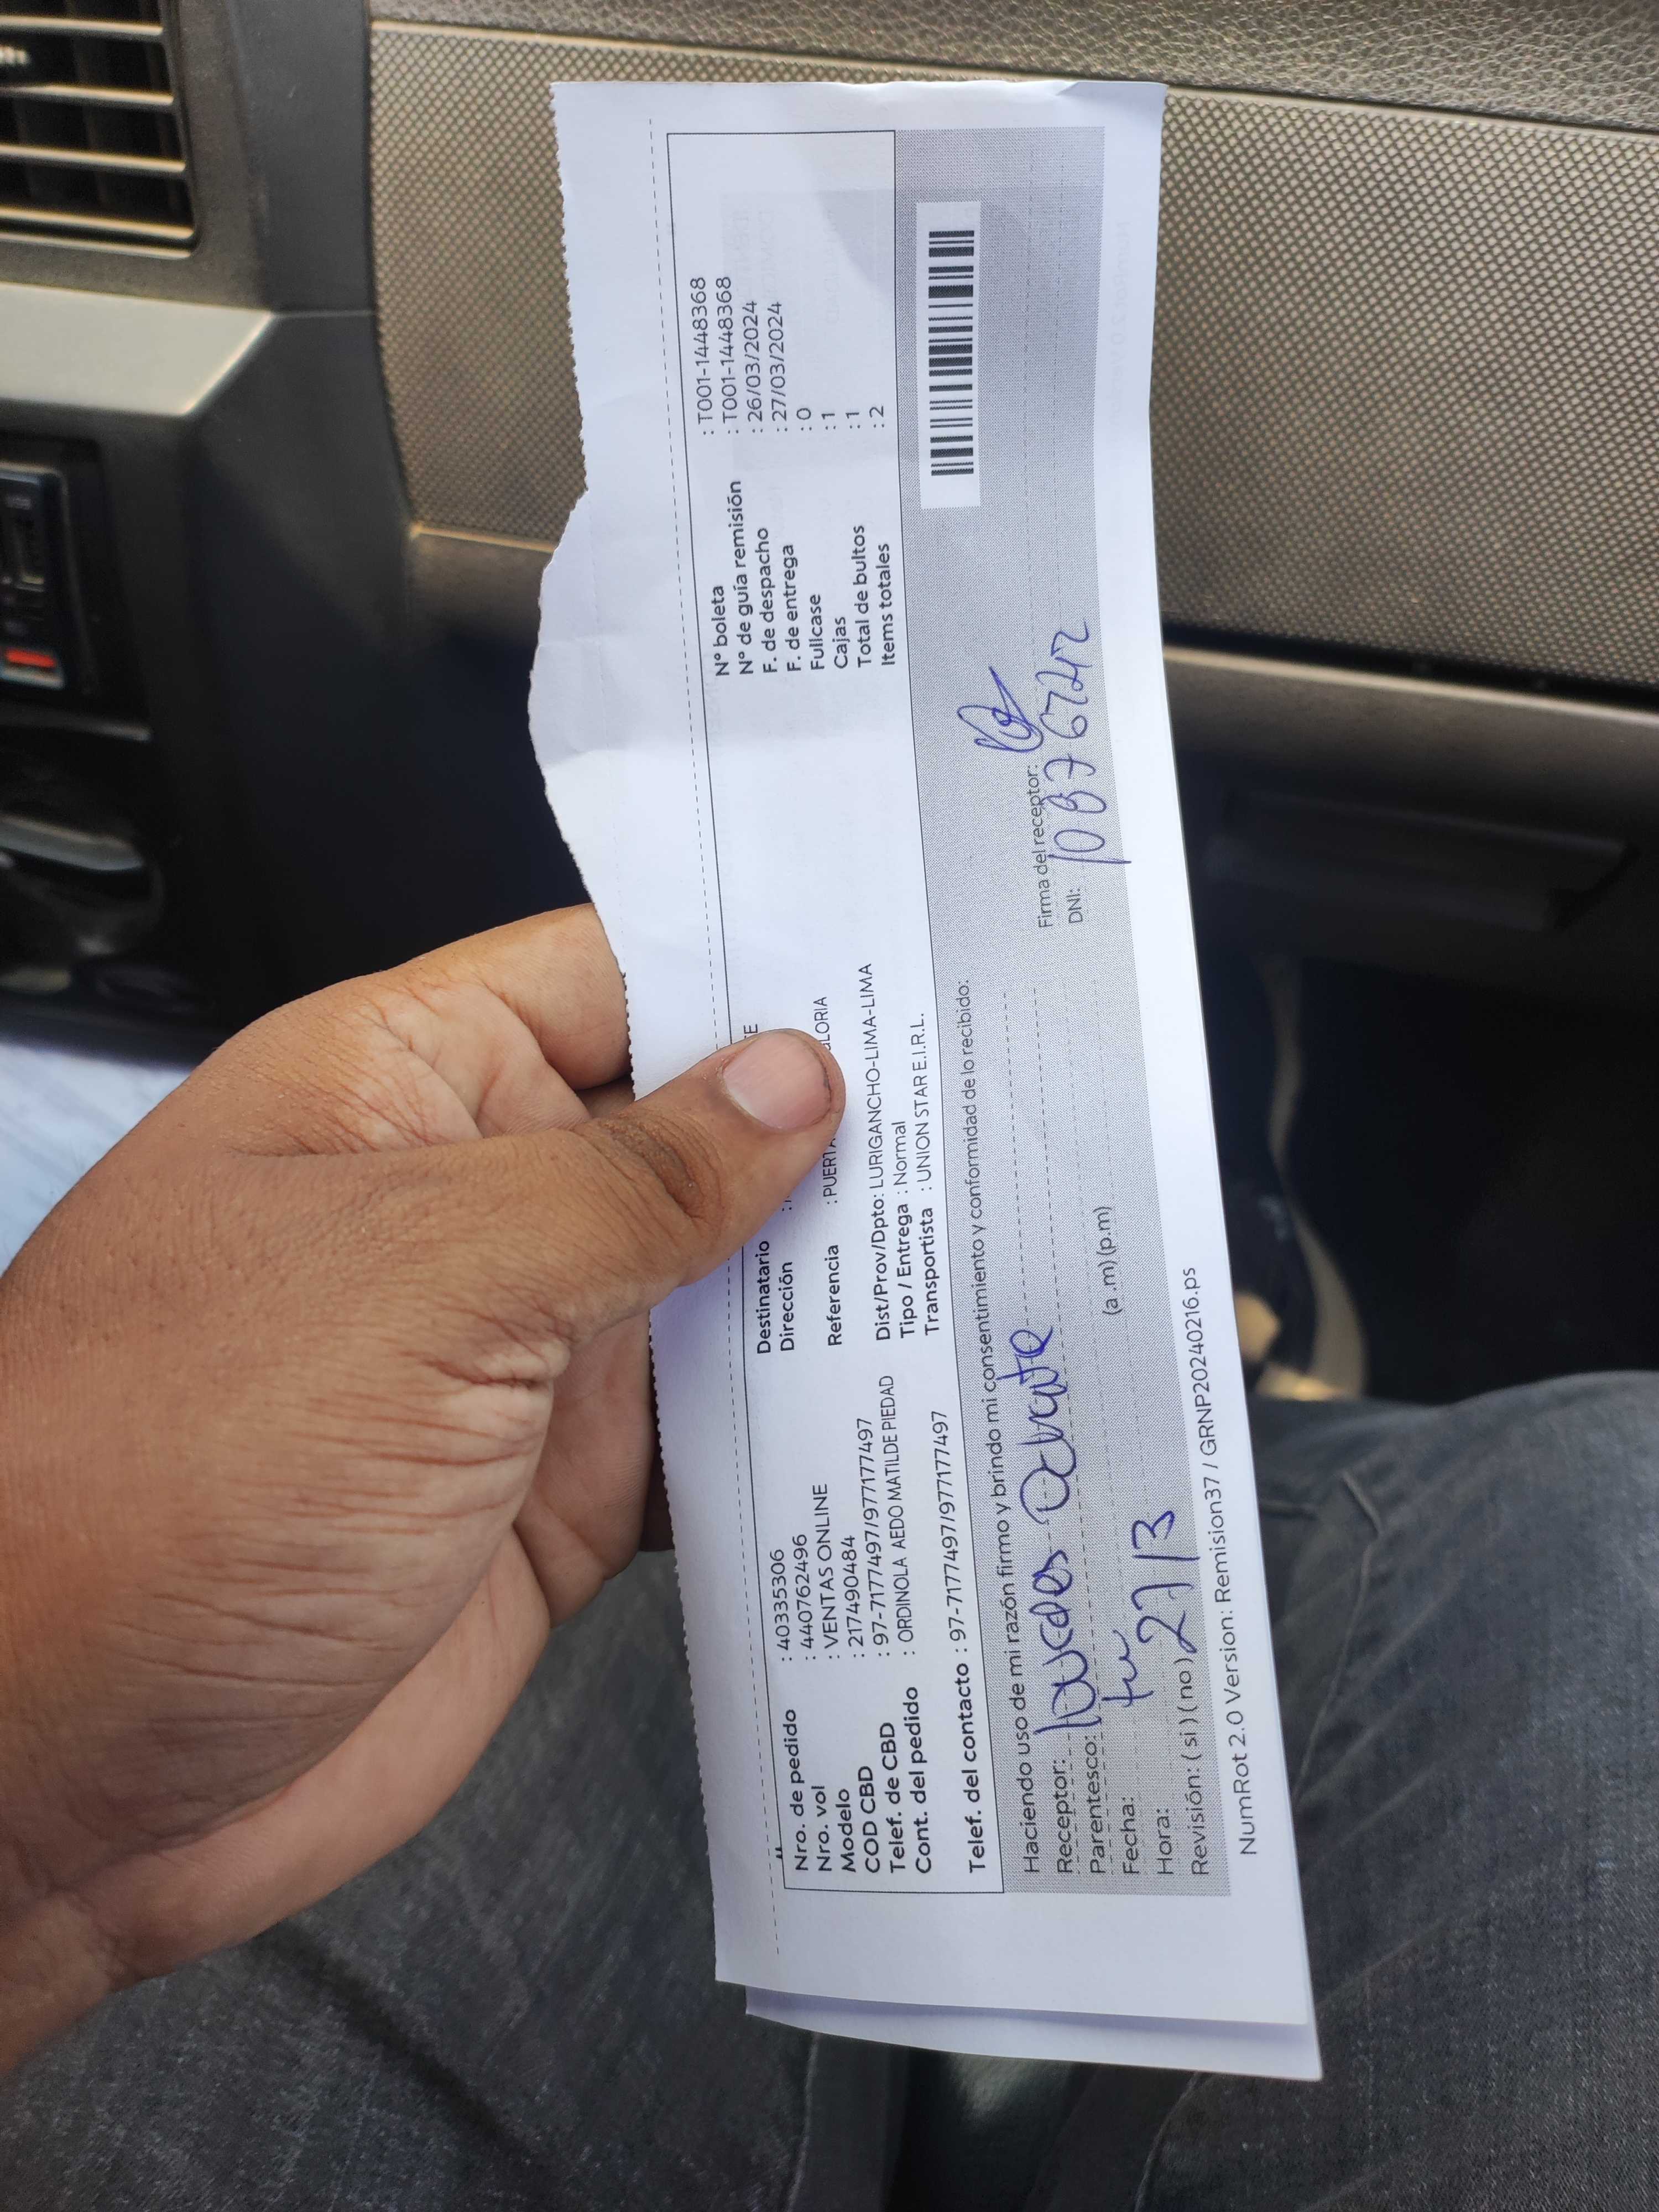 Nro. de pedido : 40335306
Nro. vol : 440762496
Modelo : VENTAS ONLINE
COD CBD : 217490484
Telef. de CBD : 97-7177497/977177497
Cont. del pedido : ORDINOLA AEDO MATILDE PIEDAD
Telef. del contacto : 97-7177497/977177497
Destinatario
Dirección :
Referencia : PUERTA LORIA
Dist/Prov/Dpto: LURIGANCHO-LIMA-LIMA
Tipo / Entrega : Normal
Transportista : UNION STAR E.I.R.L.
N° boleta : T001-1448368
N° de guía remisión : T001-1448368
F. de despacho : 26/03/2024
F. de entrega : 27/03/2024
Fullcase : 0
Cajas : 1
Total de bultos : 1
Items totales : 2
Haciendo uso de mi razón firmo y brindo mi consentimiento y conformidad de lo recibido:
Receptor:
Parentesco:
Fecha:
Hora: 27/3 (a.m) (p.m)
Revisión: ( si ) ( no )
Firma del receptor:
DNI:
NumRot 2.0 Version: Remision37 / GRNP20240216.ps